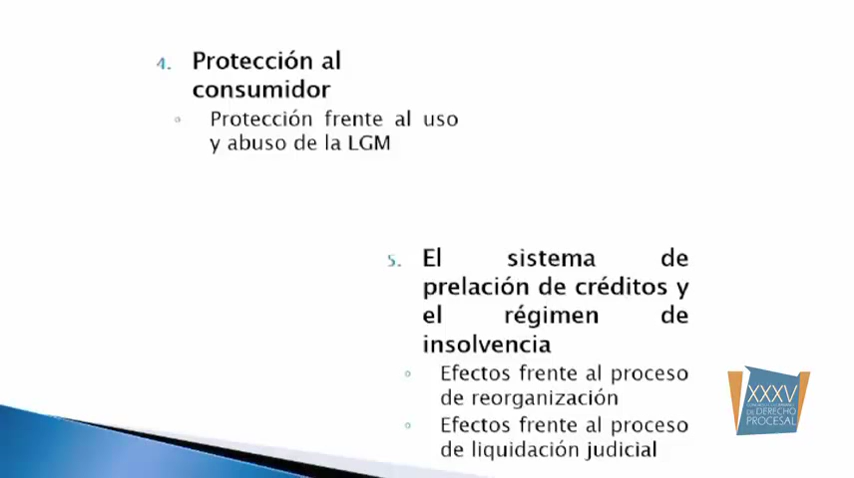 4. Protección al
consumidor
Protección frente al uso
y abuso de la LGM
5. El sistema de
prelación de créditos y
el régimen de
insolvencia
Efectos frente al proceso
de reorganización
Efectos frente al proceso
de liquidación judicial
XXXV
DE DERECHO
PROCESAL